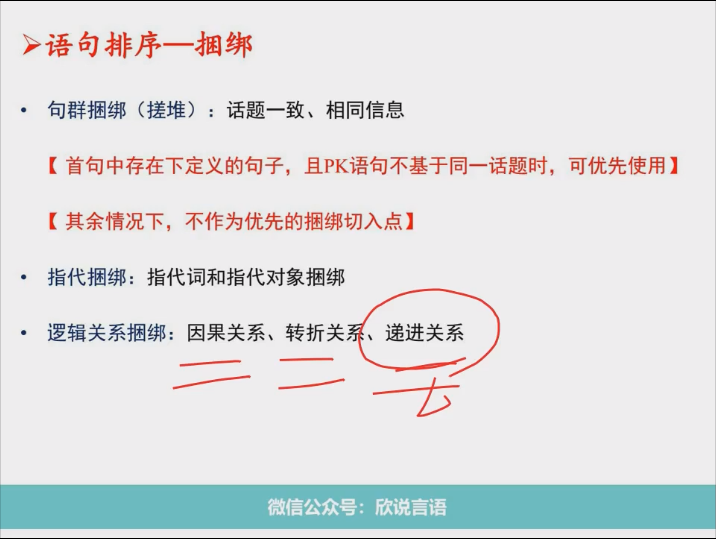 ➢语句排序—捆绑
• 句群捆绑（搓堆）：话题一致、相同信息
【 首句中存在下定义的句子，且PK语句不基于同一话题时，可优先使用】
【 其余情况下，不作为优先的捆绑切入点】
• 指代捆绑：指代词和指代对象捆绑
• 逻辑关系捆绑：因果关系、转折关系、递进关系
微信公众号：欣说言语